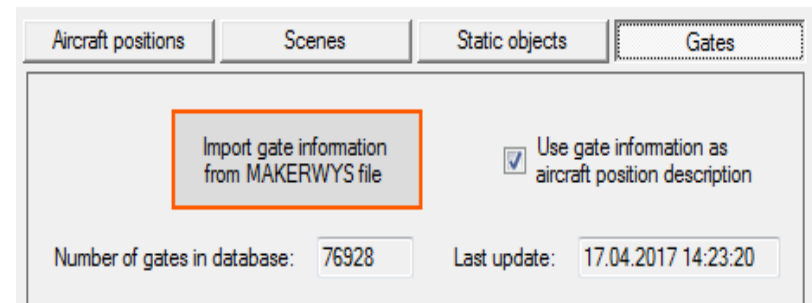 Aircraft positions Scenes Static objects Gates
Import gate information
from MAKERWYS file
Use gate information as
aircraft position description
Number of gates in database: 76928 Last update: 17.04.2017 14:23:20